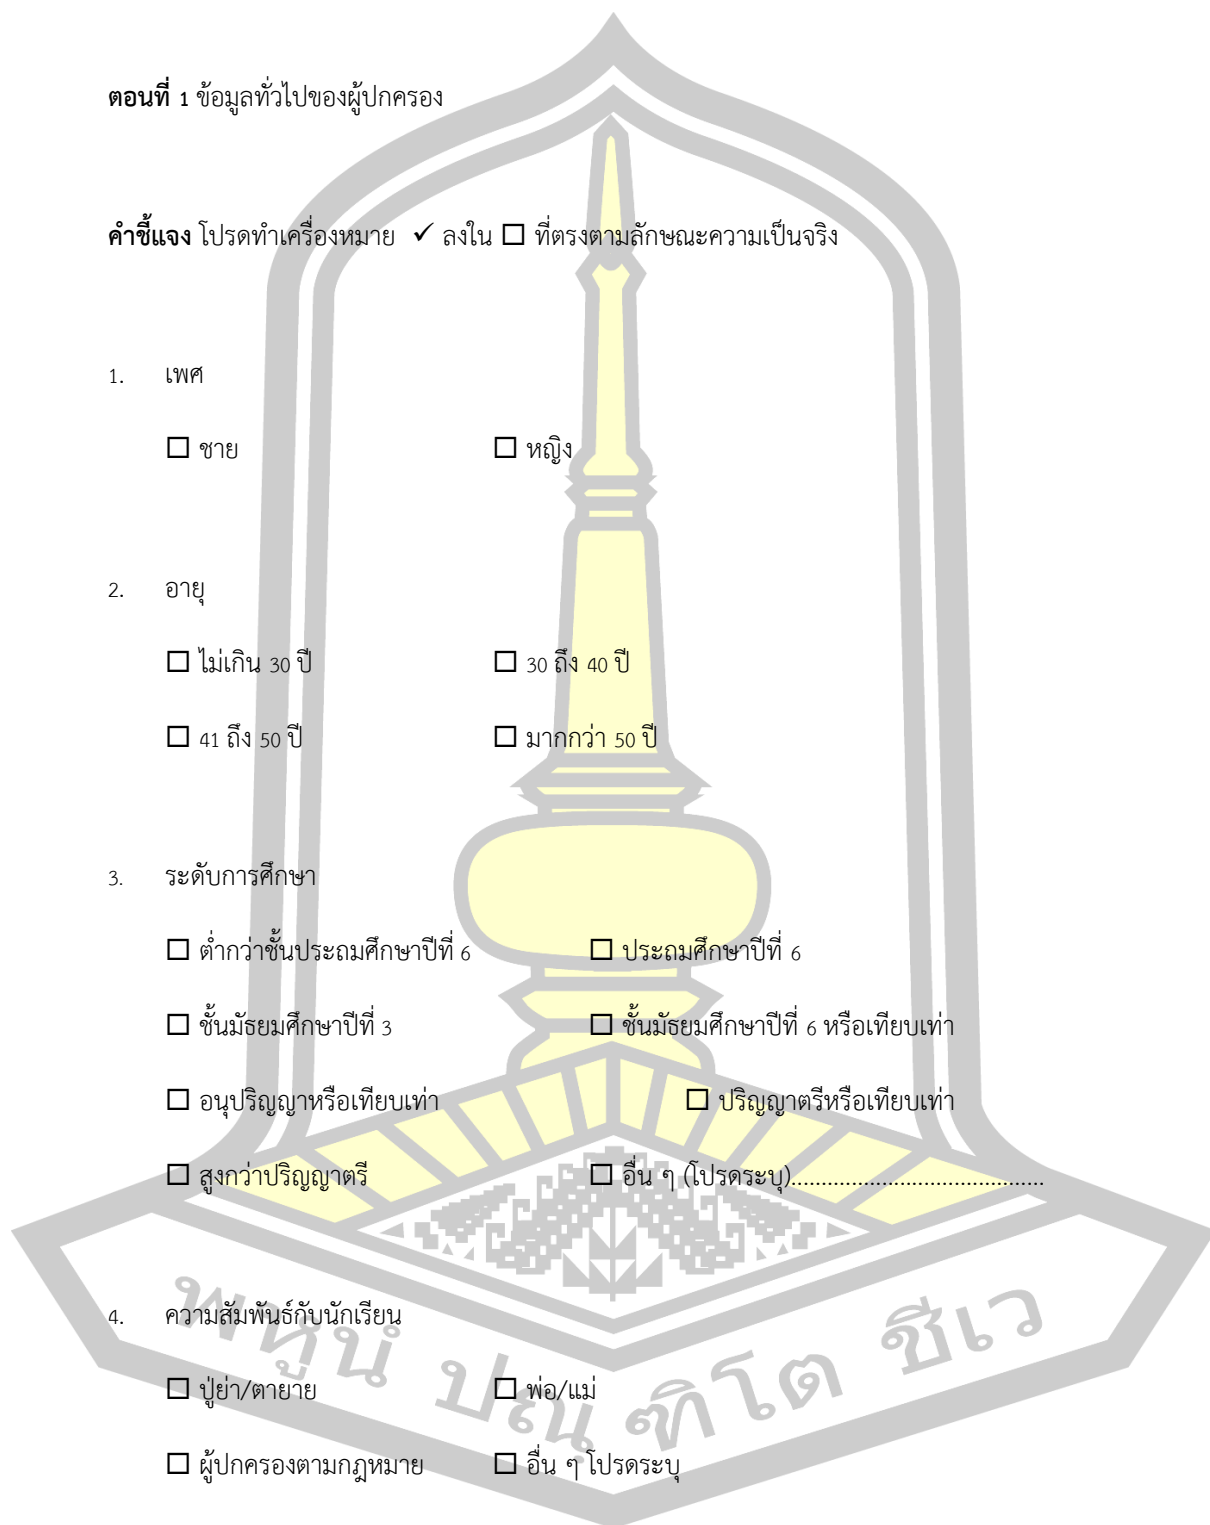 ตอนที่ 1 ข้อมูลทั่วไปของผู้ปกครอง
คำชี้แจง โปรดทำเครื่องหมาย ✓ ลงใน ☐ ที่ตรงตามลักษณะความเป็นจริง
1. เพศ
☐ ชาย ☐ หญิง
2. อายุ
☐ ไม่เกิน 30 ปี ☐ 30 ถึง 40 ปี
☐ 41 ถึง 50 ปี ☐ มากกว่า 50 ปี
3. ระดับการศึกษา
☐ ต่ำกว่าชั้นประถมศึกษาปีที่ 6 ☐ ประถมศึกษาปีที่ 6
☐ ชั้นมัธยมศึกษาปีที่ 3 ☐ ชั้นมัธยมศึกษาปีที่ 6 หรือเทียบเท่า
☐ อนุปริญญาหรือเทียบเท่า ☐ ปริญญาตรีหรือเทียบเท่า
☐ สูงกว่าปริญญาตรี ☐ อื่น ๆ (โปรดระบุ)..........................................
4. ความสัมพันธ์กับนักเรียน
☐ ปู่ย่า/ตายาย ☐ พ่อ/แม่
☐ ผู้ปกครองตามกฎหมาย ☐ อื่น ๆ โปรดระบุ
พหูนํ ปณฺฑิโต ชีเว